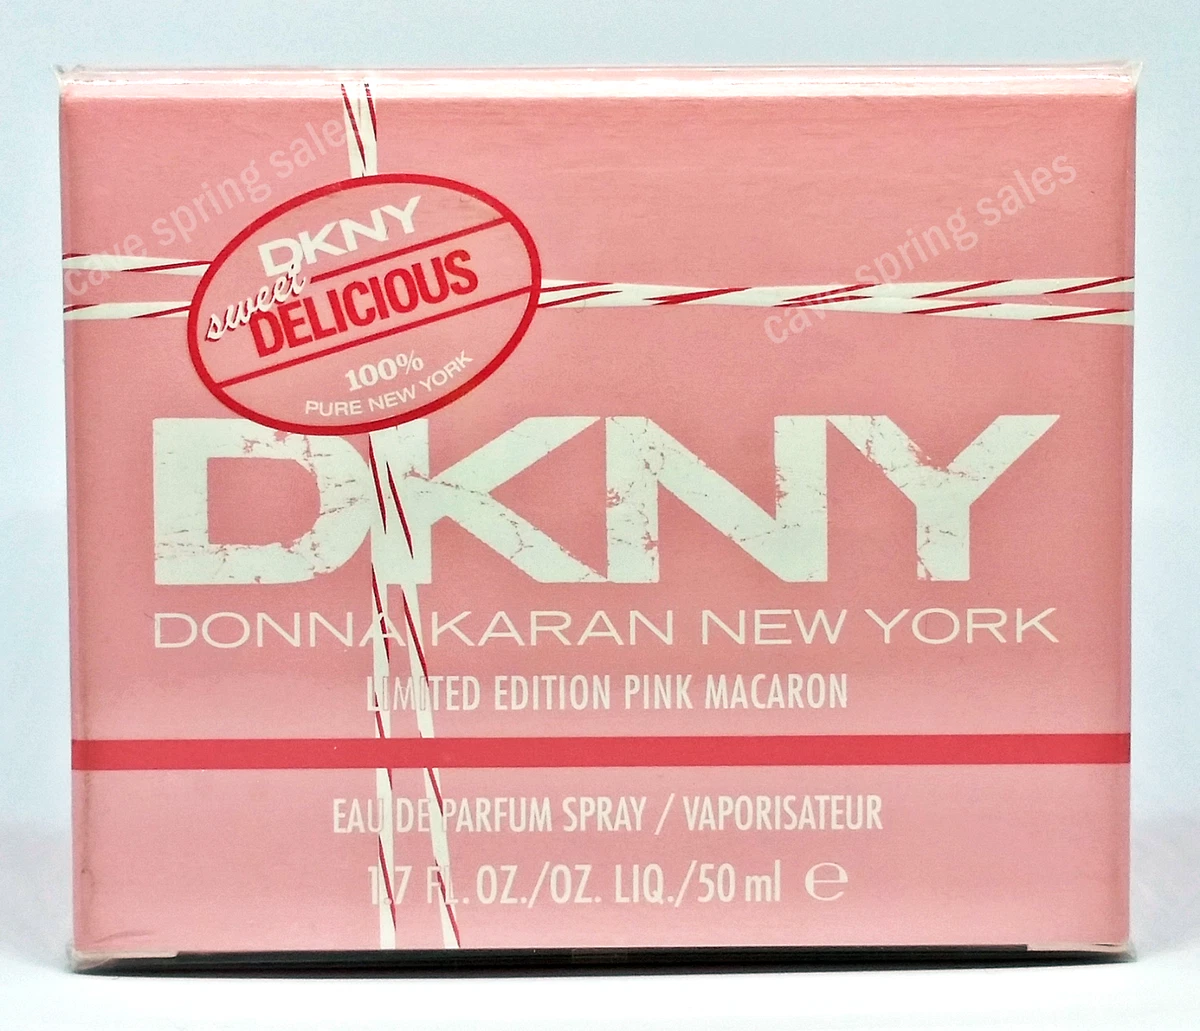 cave spring sales
cave spring sales
DKNY
sweet
DELICIOUS
100%
PURE NEW YORK
DKNY
DONNA KARAN NEW YORK
LIMITED EDITION PINK MACARON
EAU DE PARFUM SPRAY / VAPORISATEUR
1.7 FL. OZ./OZ. LIQ./50 ml ℮